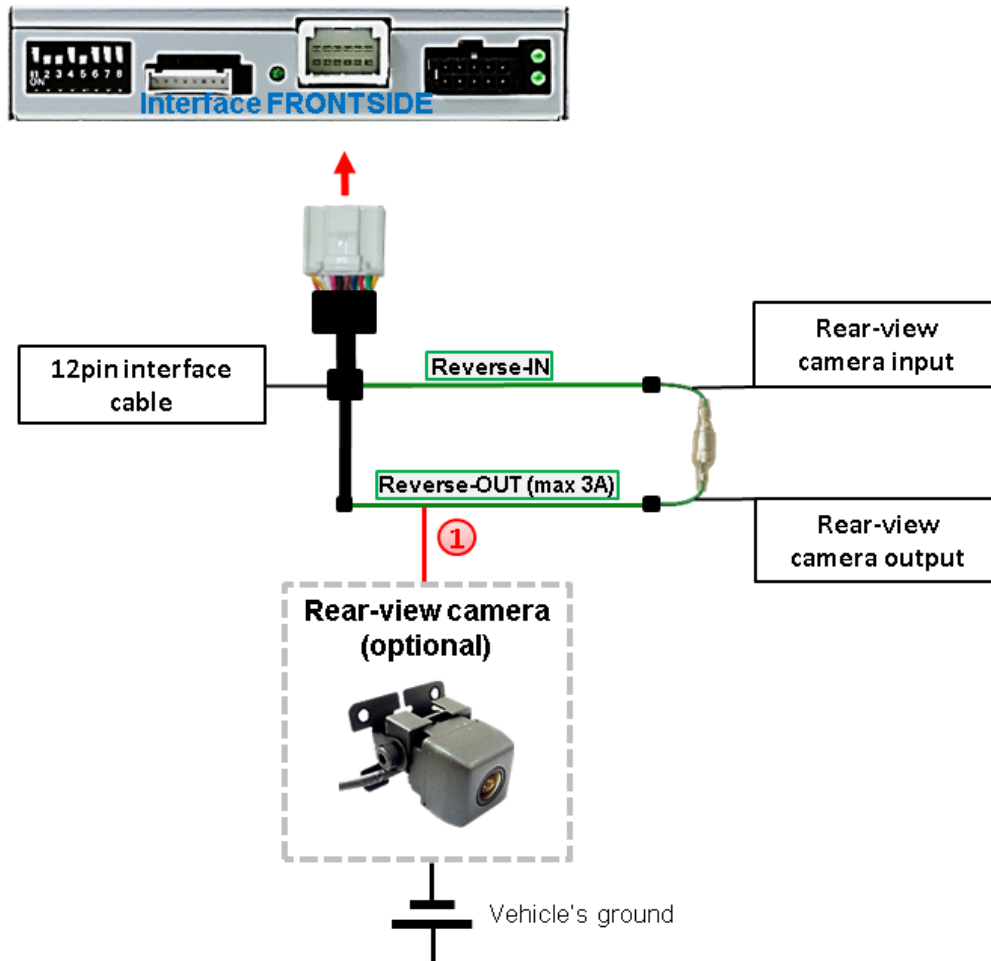 1 2 3 4 5 6 7 8
ON
Interface FRONTSIDE
12pin interface
cable
Reverse-IN
Rear-view
camera input
Reverse-OUT (max 3A)
Rear-view
camera output
1
Rear-view camera
(optional)
Vehicle's ground